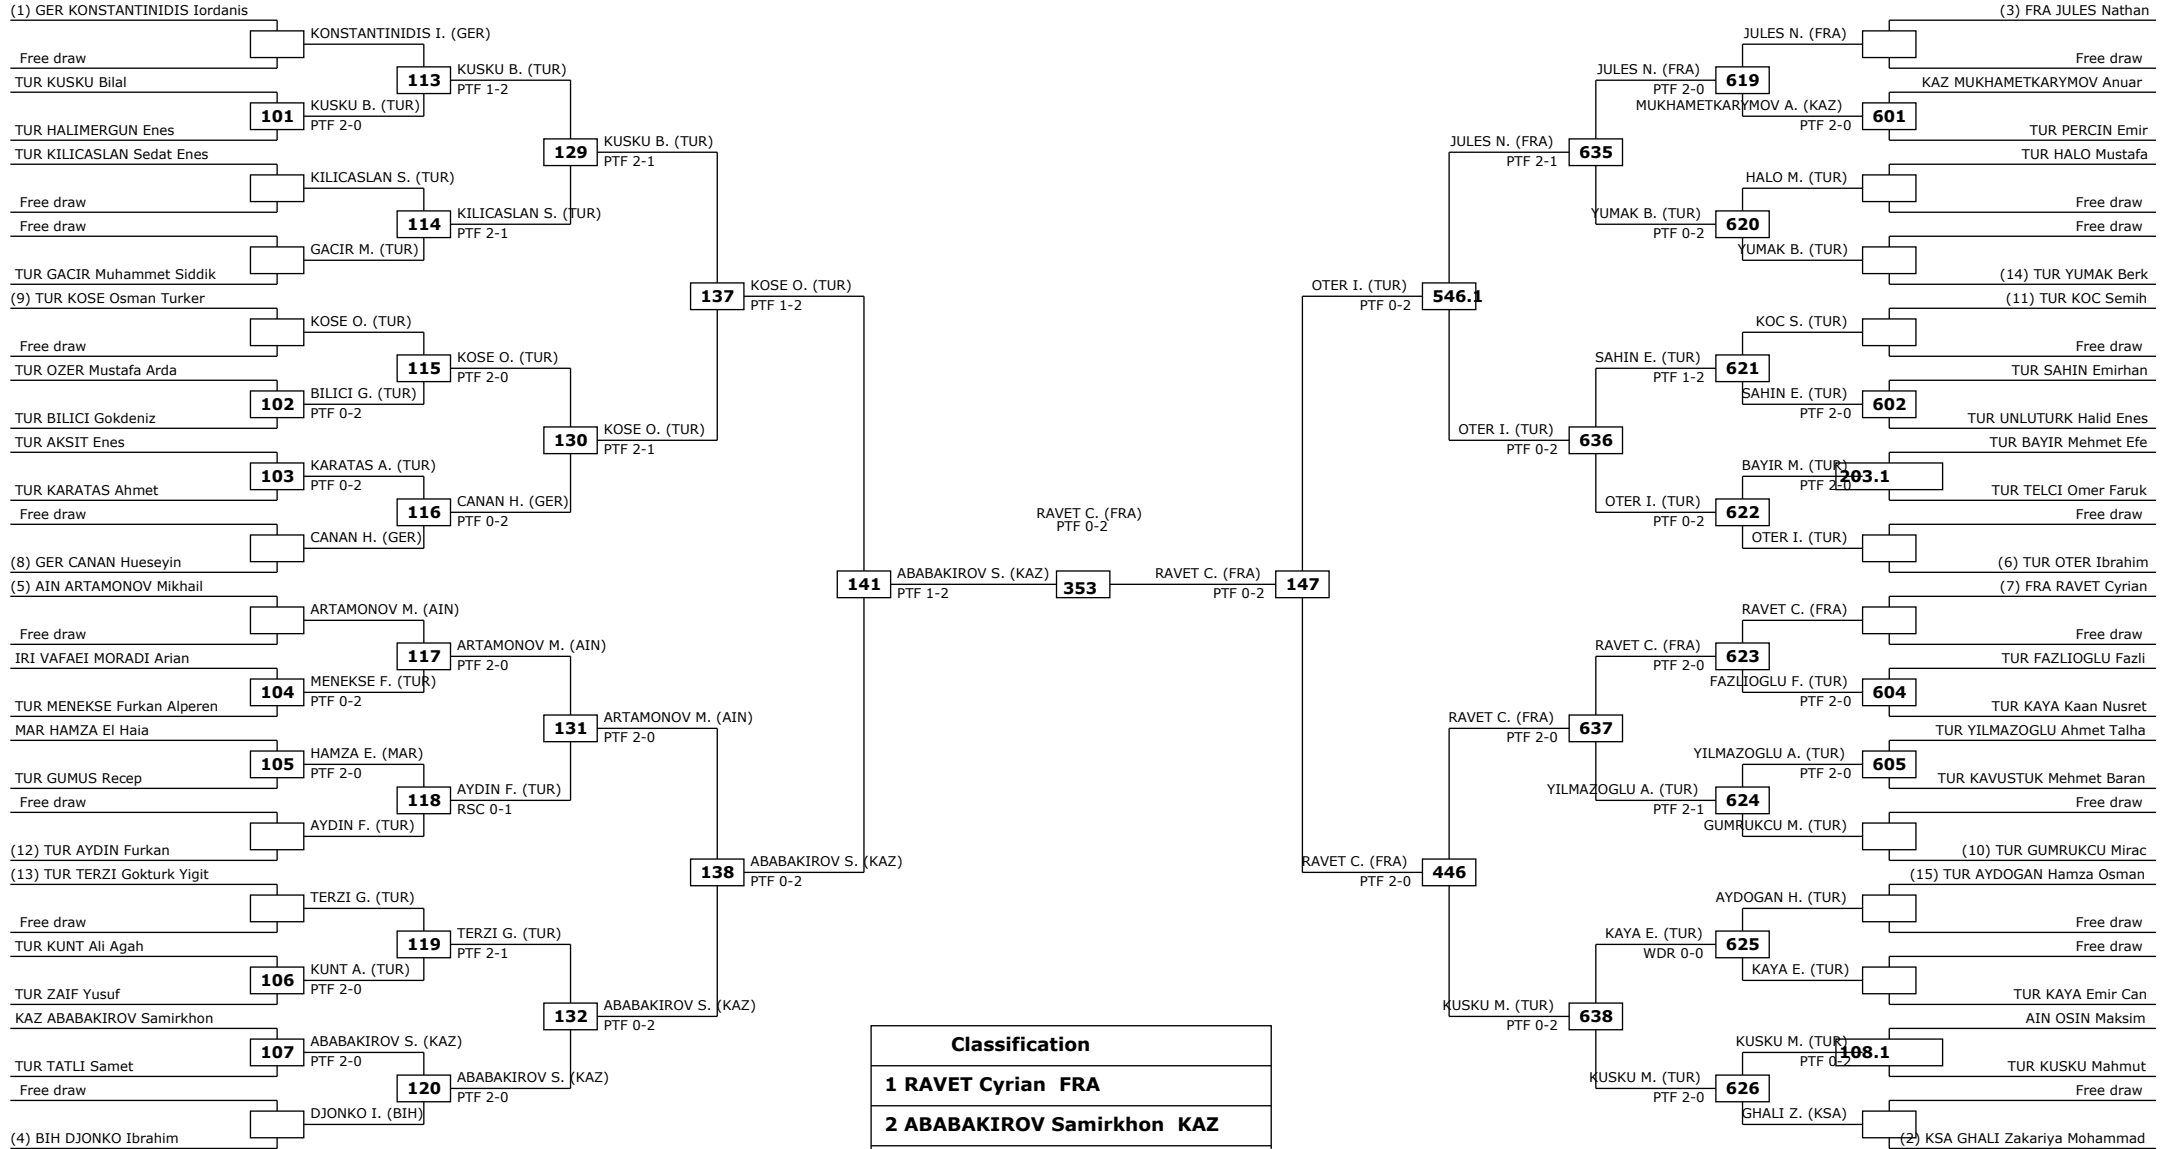 (1) GER KONSTANTINIDIS Iordanis
KONSTANTINIDIS I. (GER)
Free draw
113
KUSKU B. (TUR)
PTF 1-2
TUR KUSKU Bilal
101
KUSKU B. (TUR)
PTF 2-0
TUR HALIMERGUN Enes
129
KUSKU B. (TUR)
PTF 2-1
TUR KILICASLAN Sedat Enes
KILICASLAN S. (TUR)
Free draw
114
KILICASLAN S. (TUR)
PTF 2-1
Free draw
GACIR M. (TUR)
TUR GACIR Muhammet Siddik
137
KOSE O. (TUR)
PTF 1-2
(9) TUR KOSE Osman Turker
KOSE O. (TUR)
Free draw
115
KOSE O. (TUR)
PTF 2-0
TUR OZER Mustafa Arda
102
BILICI G. (TUR)
PTF 0-2
TUR BILICI Gokdeniz
130
KOSE O. (TUR)
PTF 2-1
TUR AKSIT Enes
103
KARATAS A. (TUR)
PTF 0-2
TUR KARATAS Ahmet
116
CANAN H. (GER)
PTF 0-2
Free draw
CANAN H. (GER)
(8) GER CANAN Hueseyin
141
ABABAKIROV S. (KAZ)
PTF 1-2
(5) AIN ARTAMONOV Mikhail
ARTAMONOV M. (AIN)
Free draw
117
ARTAMONOV M. (AIN)
PTF 2-0
IRI VAFAEI MORADI Arian
104
MENEKSE F. (TUR)
PTF 0-2
TUR MENEKSE Furkan Alperen
131
ARTAMONOV M. (AIN)
PTF 2-0
MAR HAMZA El Haia
105
HAMZA E. (MAR)
PTF 2-0
TUR GUMUS Recep
118
AYDIN F. (TUR)
RSC 0-1
Free draw
AYDIN F. (TUR)
(12) TUR AYDIN Furkan
138
ABABAKIROV S. (KAZ)
PTF 0-2
(13) TUR TERZI Gokturk Yigit
TERZI G. (TUR)
Free draw
119
TERZI G. (TUR)
PTF 2-1
TUR KUNT Ali Agah
106
KUNT A. (TUR)
PTF 2-0
TUR ZAIF Yusuf
132
ABABAKIROV S. (KAZ)
PTF 0-2
KAZ ABABAKIROV Samirkhon
107
ABABAKIROV S. (KAZ)
PTF 2-0
TUR TATLI Samet
120
ABABAKIROV S. (KAZ)
PTF 2-0
Free draw
DJONKO I. (BIH)
(4) BIH DJONKO Ibrahim
RAVET C. (FRA)
PTF 0-2
353
RAVET C. (FRA)
PTF 0-2
147
(3) FRA JULES Nathan
JULES N. (FRA)
Free draw
JULES N. (FRA)
PTF 2-0
619
KAZ MUKHAMETKARYMOV Anuar
MUKHAMETKARYMOV A. (KAZ)
PTF 2-0
601
TUR PERCIN Emir
JULES N. (FRA)
PTF 2-1
635
TUR HALO Mustafa
HALO M. (TUR)
Free draw
YUMAK B. (TUR)
PTF 0-2
620
Free draw
YUMAK B. (TUR)
(14) TUR YUMAK Berk
OTER I. (TUR)
PTF 0-2
546.1
(11) TUR KOC Semih
KOC S. (TUR)
Free draw
SAHIN E. (TUR)
PTF 1-2
621
TUR SAHIN Emirhan
SAHIN E. (TUR)
PTF 2-0
602
TUR UNLUTURK Halid Enes
OTER I. (TUR)
PTF 0-2
636
TUR BAYIR Mehmet Efe
BAYIR M. (TUR)
PTF 2-0
203.1
TUR TELCI Omer Faruk
OTER I. (TUR)
PTF 0-2
622
Free draw
OTER I. (TUR)
(6) TUR OTER Ibrahim
(7) FRA RAVET Cyrian
RAVET C. (FRA)
Free draw
RAVET C. (FRA)
PTF 2-0
623
TUR FAZLIOGLU Fazli
FAZLIOGLU F. (TUR)
PTF 2-0
604
TUR KAYA Kaan Nusret
RAVET C. (FRA)
PTF 2-0
637
TUR YILMAZOGLU Ahmet Talha
YILMAZOGLU A. (TUR)
PTF 2-0
605
TUR KAVUSTUK Mehmet Baran
YILMAZOGLU A. (TUR)
PTF 2-1
624
Free draw
GUMRUKCU M. (TUR)
(10) TUR GUMRUKCU Mirac
RAVET C. (FRA)
PTF 2-0
446
(15) TUR AYDOGAN Hamza Osman
AYDOGAN H. (TUR)
Free draw
KAYA E. (TUR)
WDR 0-0
625
Free draw
KAYA E. (TUR)
TUR KAYA Emir Can
KUSKU M. (TUR)
PTF 0-2
638
AIN OSIN Maksim
KUSKU M. (TUR)
PTF 0-2
108.1
TUR KUSKU Mahmut
KUSKU M. (TUR)
PTF 2-0
626
Free draw
GHALI Z. (KSA)
(2) KSA GHALI Zakariya Mohammad
Classification
1 RAVET Cyrian FRA
2 ABABAKIROV Samirkhon KAZ